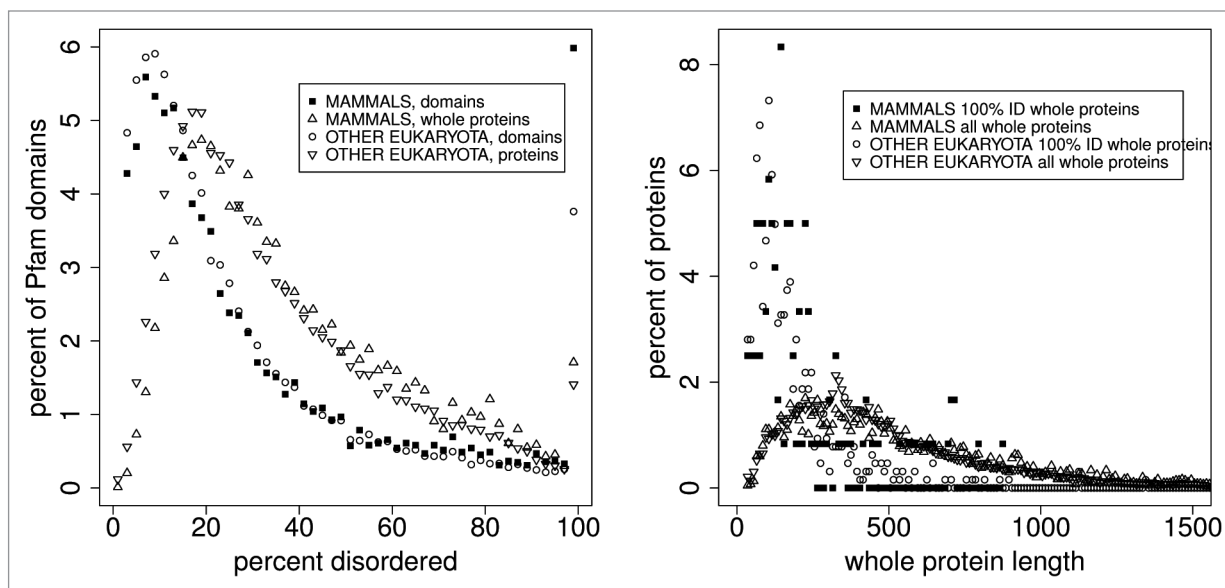 percent of Pfam domains
6
5
4
3
2
1
0
MAMMALS, domains
MAMMALS, whole proteins
OTHER EUKARYOTA, domains
OTHER EUKARYOTA, proteins
0 20 40 60 80 100
percent disordered
percent of proteins
8
6
4
2
0
MAMMALS 100% ID whole proteins
MAMMALS all whole proteins
OTHER EUKARYOTA 100% ID whole proteins
OTHER EUKARYOTA all whole proteins
0 500 1000 1500
whole protein length